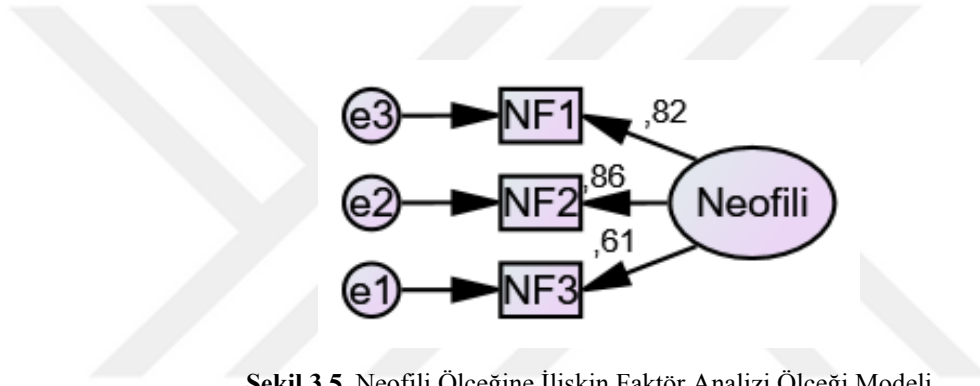 e3 NF1 ,82
e2 NF2 ,86 Neofili
e1 NF3 ,61
Şekil 3.5. Neofili Ölçeğine İlişkin Faktör Analizi Ölçeği Modeli